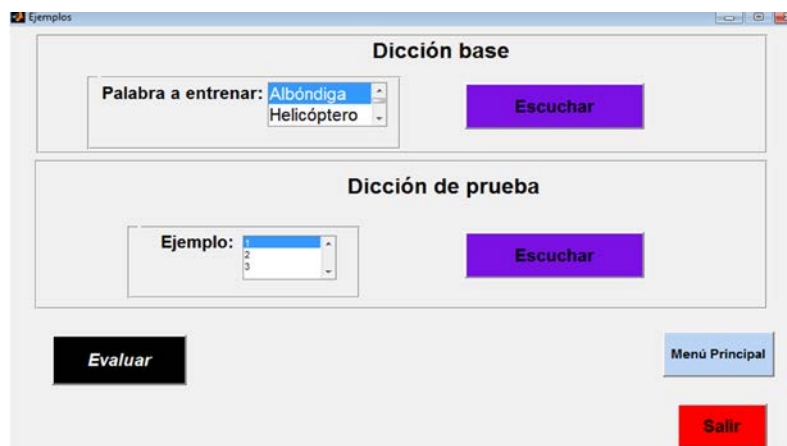 Ejemplos
Dicción base
Palabra a entrenar:
Albóndiga
Helicóptero
Escuchar
Dicción de prueba
Ejemplo:
1
2
3
Escuchar
Evaluar
Menú Principal
Salir